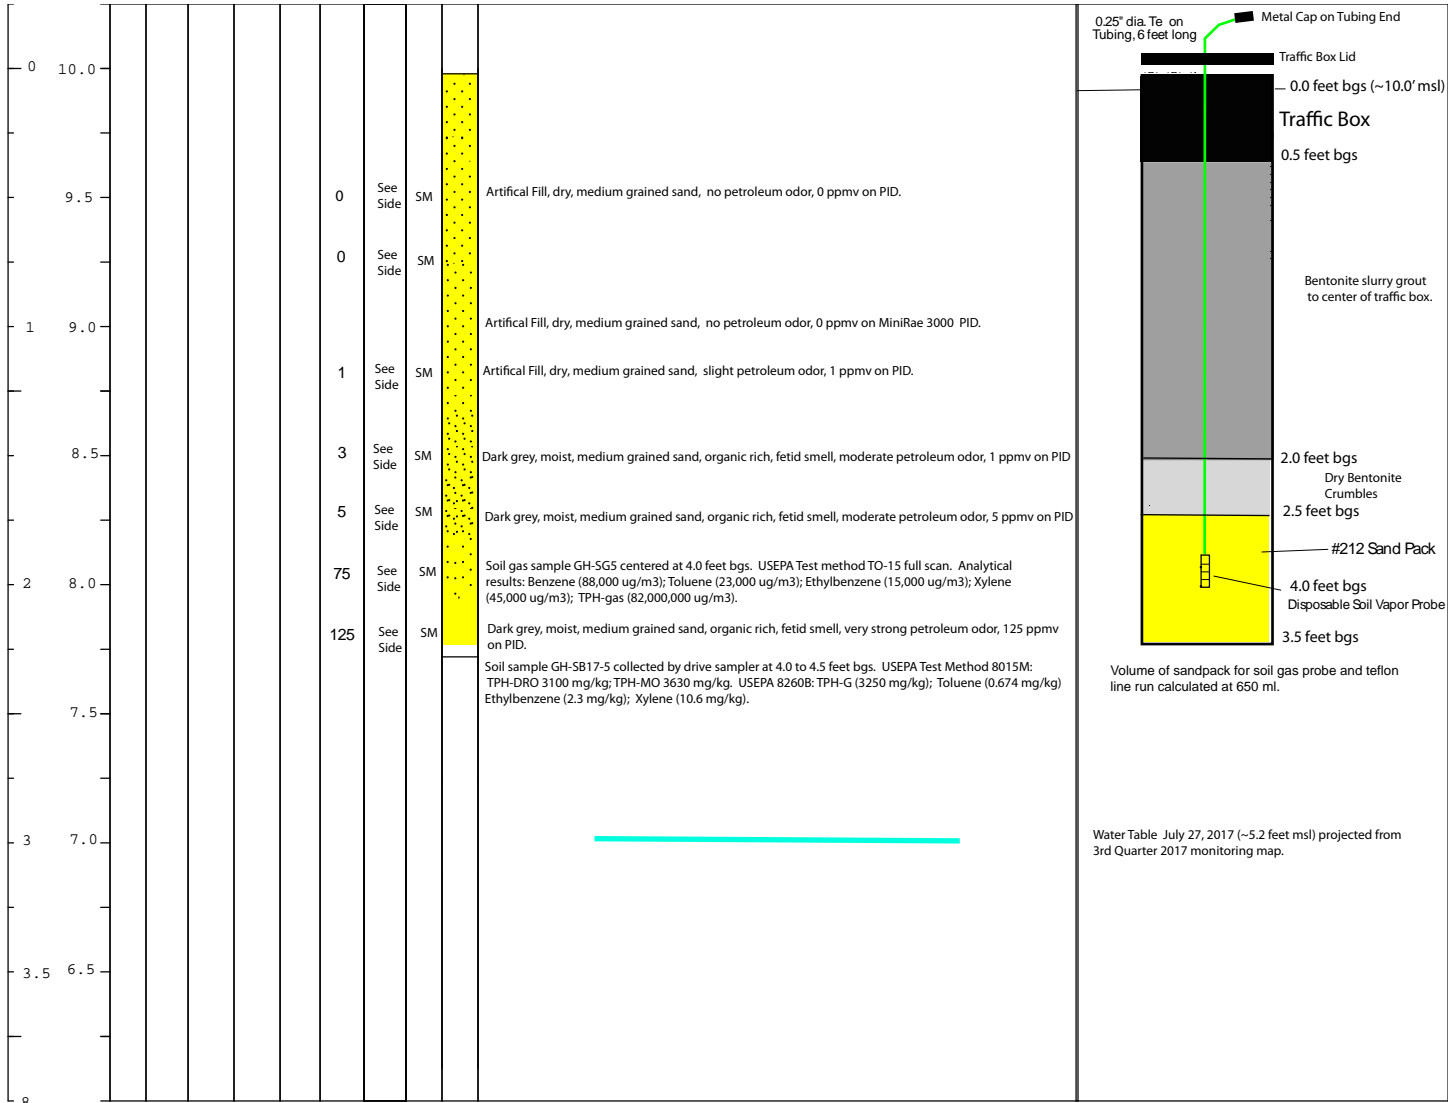 0.25" dia. Te on
Tubing, 6 feet long
Metal Cap on Tubing End
Traffic Box Lid
0 10.0
0.0 feet bgs (~10.0' msl)
Traffic Box
0.5 feet bgs
9.5
0 See Side SM Artifical Fill, dry, medium grained sand, no petroleum odor, 0 ppmv on PID.
0 See Side SM
Bentonite slurry grout
to center of traffic box.
1 9.0
Artifical Fill, dry, medium grained sand, no petroleum odor, 0 ppmv on MiniRae 3000 PID.
1 See Side SM Artifical Fill, dry, medium grained sand, slight petroleum odor, 1 ppmv on PID.
8.5
3 See Side SM Dark grey, moist, medium grained sand, organic rich, fetid smell, moderate petroleum odor, 1 ppmv on PID
2.0 feet bgs
Dry Bentonite
Crumbles
2.5 feet bgs
5 See Side SM Dark grey, moist, medium grained sand, organic rich, fetid smell, moderate petroleum odor, 5 ppmv on PID
#212 Sand Pack
2 8.0
75 See Side SM Soil gas sample GH-SG5 centered at 4.0 feet bgs. USEPA Test method TO-15 full scan. Analytical
results: Benzene (88,000 ug/m3); Toluene (23,000 ug/m3); Ethylbenzene (15,000 ug/m3); Xylene
(45,000 ug/m3); TPH-gas (82,000,000 ug/m3).
4.0 feet bgs
Disposable Soil Vapor Probe
125 See Side SM Dark grey, moist, medium grained sand, organic rich, fetid smell, very strong petroleum odor, 125 ppmv
on PID.
3.5 feet bgs
Soil sample GH-SB17-5 collected by drive sampler at 4.0 to 4.5 feet bgs. USEPA Test Method 8015M:
TPH-DRO 3100 mg/kg; TPH-MO 3630 mg/kg. USEPA 8260B: TPH-G (3250 mg/kg); Toluene (0.674 mg/kg)
Ethylbenzene (2.3 mg/kg); Xylene (10.6 mg/kg).
Volume of sandpack for soil gas probe and teflon
line run calculated at 650 ml.
7.5
3 7.0
Water Table July 27, 2017 (~5.2 feet msl) projected from
3rd Quarter 2017 monitoring map.
3.5 6.5